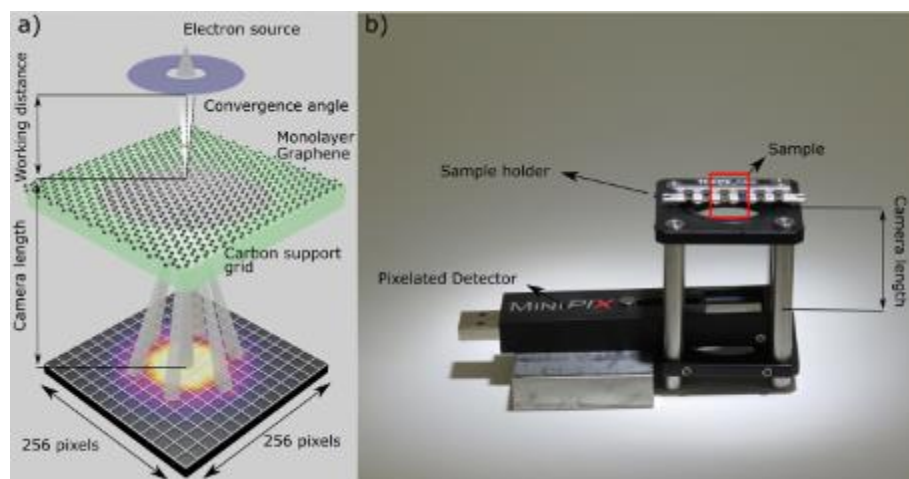 a)
Electron source
Working distance
Convergence angle
Monolayer
Graphene
Camera length
Carbon support
grid
256 pixels
256 pixels
b)
Sample
Sample holder
Camera length
Pixelated Detector
MiniPIX